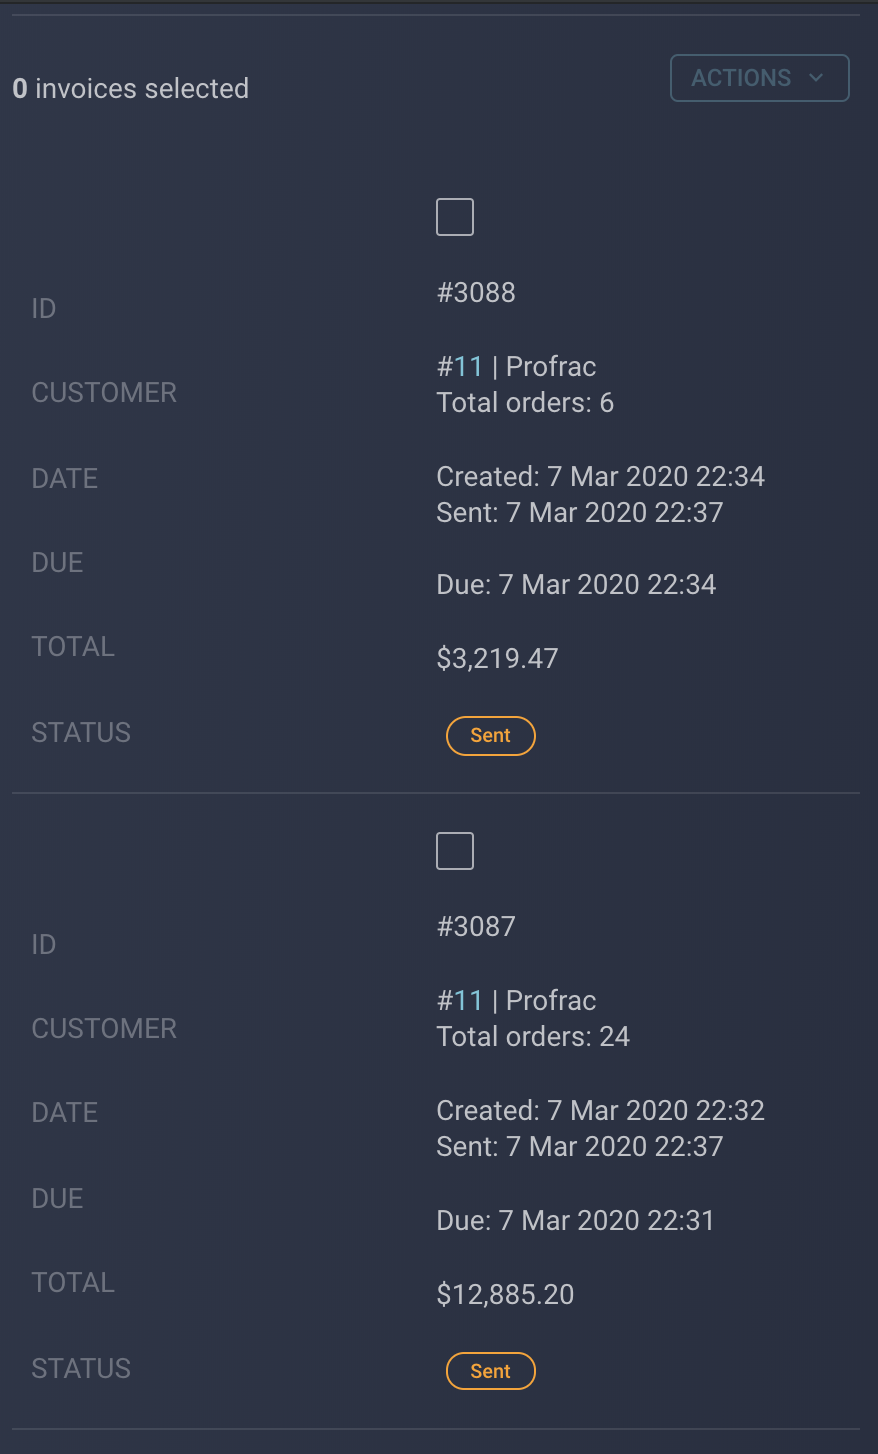 0 invoices selected
ACTIONS
ID
#3088
CUSTOMER
#11 | Profrac
Total orders: 6
DATE
Created: 7 Mar 2020 22:34
Sent: 7 Mar 2020 22:37
DUE
Due: 7 Mar 2020 22:34
TOTAL
$3,219.47
STATUS
Sent
ID
#3087
CUSTOMER
#11 | Profrac
Total orders: 24
DATE
Created: 7 Mar 2020 22:32
Sent: 7 Mar 2020 22:37
DUE
Due: 7 Mar 2020 22:31
TOTAL
$12,885.20
STATUS
Sent